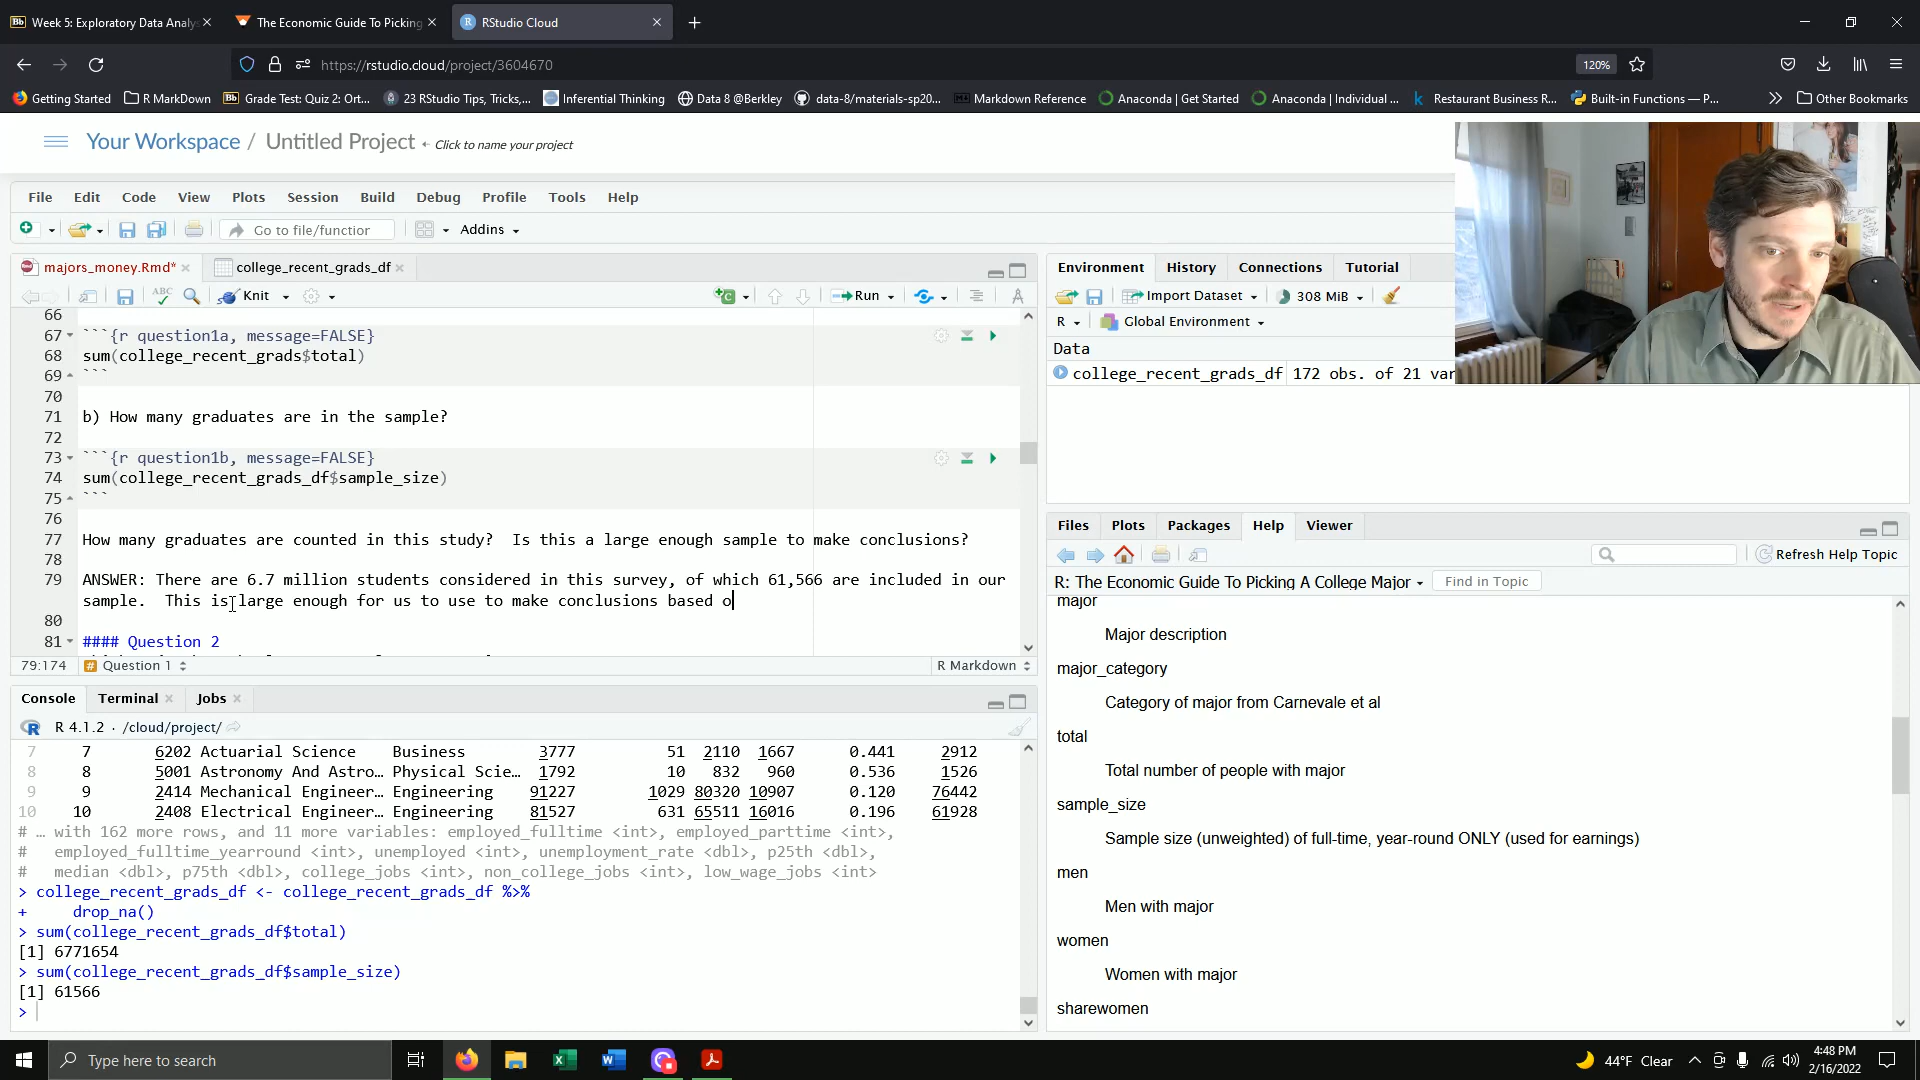 Week 5: Exploratory Data Analys
The Economic Guide To Picking
RStudio Cloud
https://rstudio.cloud/project/3604670
120%
Getting Started
R MarkDown
Grade Test: Quiz 2: Ort...
23 RStudio Tips, Tricks,...
Inferential Thinking
Data 8 @Berkley
data-8/materials-sp20...
Markdown Reference
Anaconda | Get Started
Anaconda | Individual ...
Restaurant Business R...
Built-in Functions — P...
Other Bookmarks
Your Workspace / Untitled Project Click to name your project
File Edit Code View Plots Session Build Debug Profile Tools Help
Go to file/function
Addins
majors_money.Rmd*
college_recent_grads_df
ABC
Knit
Run
66
67 ```{r question1a, message=FALSE}
68 sum(college_recent_grads$total)
69 ```
70
71 b) How many graduates are in the sample?
72
73 ```{r question1b, message=FALSE}
74 sum(college_recent_grads_df$sample_size)
75 ```
76
77 How many graduates are counted in this study?  Is this a large enough sample to make conclusions?
78
79 ANSWER: There are 6.7 million students considered in this survey, of which 61,566 are included in our
sample.  This is large enough for us to use to make conclusions based o
80
81 #### Question 2
79:174
Question 1
R Markdown
Console Terminal Jobs
R 4.1.2 · /cloud/project/
7 7 6202 Actuarial Science Business 3777 51 2110 1667 0.441 2912
8 8 5001 Astronomy And Astro… Physical Scie… 1792 10 832 960 0.536 1526
9 9 2414 Mechanical Engineer… Engineering 91227 1029 80320 10907 0.120 76442
10 10 2408 Electrical Engineer… Engineering 81527 631 65511 16016 0.196 61928
# … with 162 more rows, and 11 more variables: employed_fulltime <int>, employed_parttime <int>,
#   employed_fulltime_yearround <int>, unemployed <int>, unemployment_rate <dbl>, p25th <dbl>,
#   median <dbl>, p75th <dbl>, college_jobs <int>, non_college_jobs <int>, low_wage_jobs <int>
> college_recent_grads_df <- college_recent_grads_df %>%
+     drop_na()
> sum(college_recent_grads_df$total)
[1] 6771654
> sum(college_recent_grads_df$sample_size)
[1] 61566
>
Environment History Connections Tutorial
Import Dataset
308 MiB
R
Global Environment
Data
college_recent_grads_df 172 obs. of 21 var
Files Plots Packages Help Viewer
Refresh Help Topic
R: The Economic Guide To Picking A College Major
Find in Topic
major
Major description
major_category
Category of major from Carnevale et al
total
Total number of people with major
sample_size
Sample size (unweighted) of full-time, year-round ONLY (used for earnings)
men
Men with major
women
Women with major
sharewomen
Type here to search
44°F Clear
4:48 PM
2/16/2022